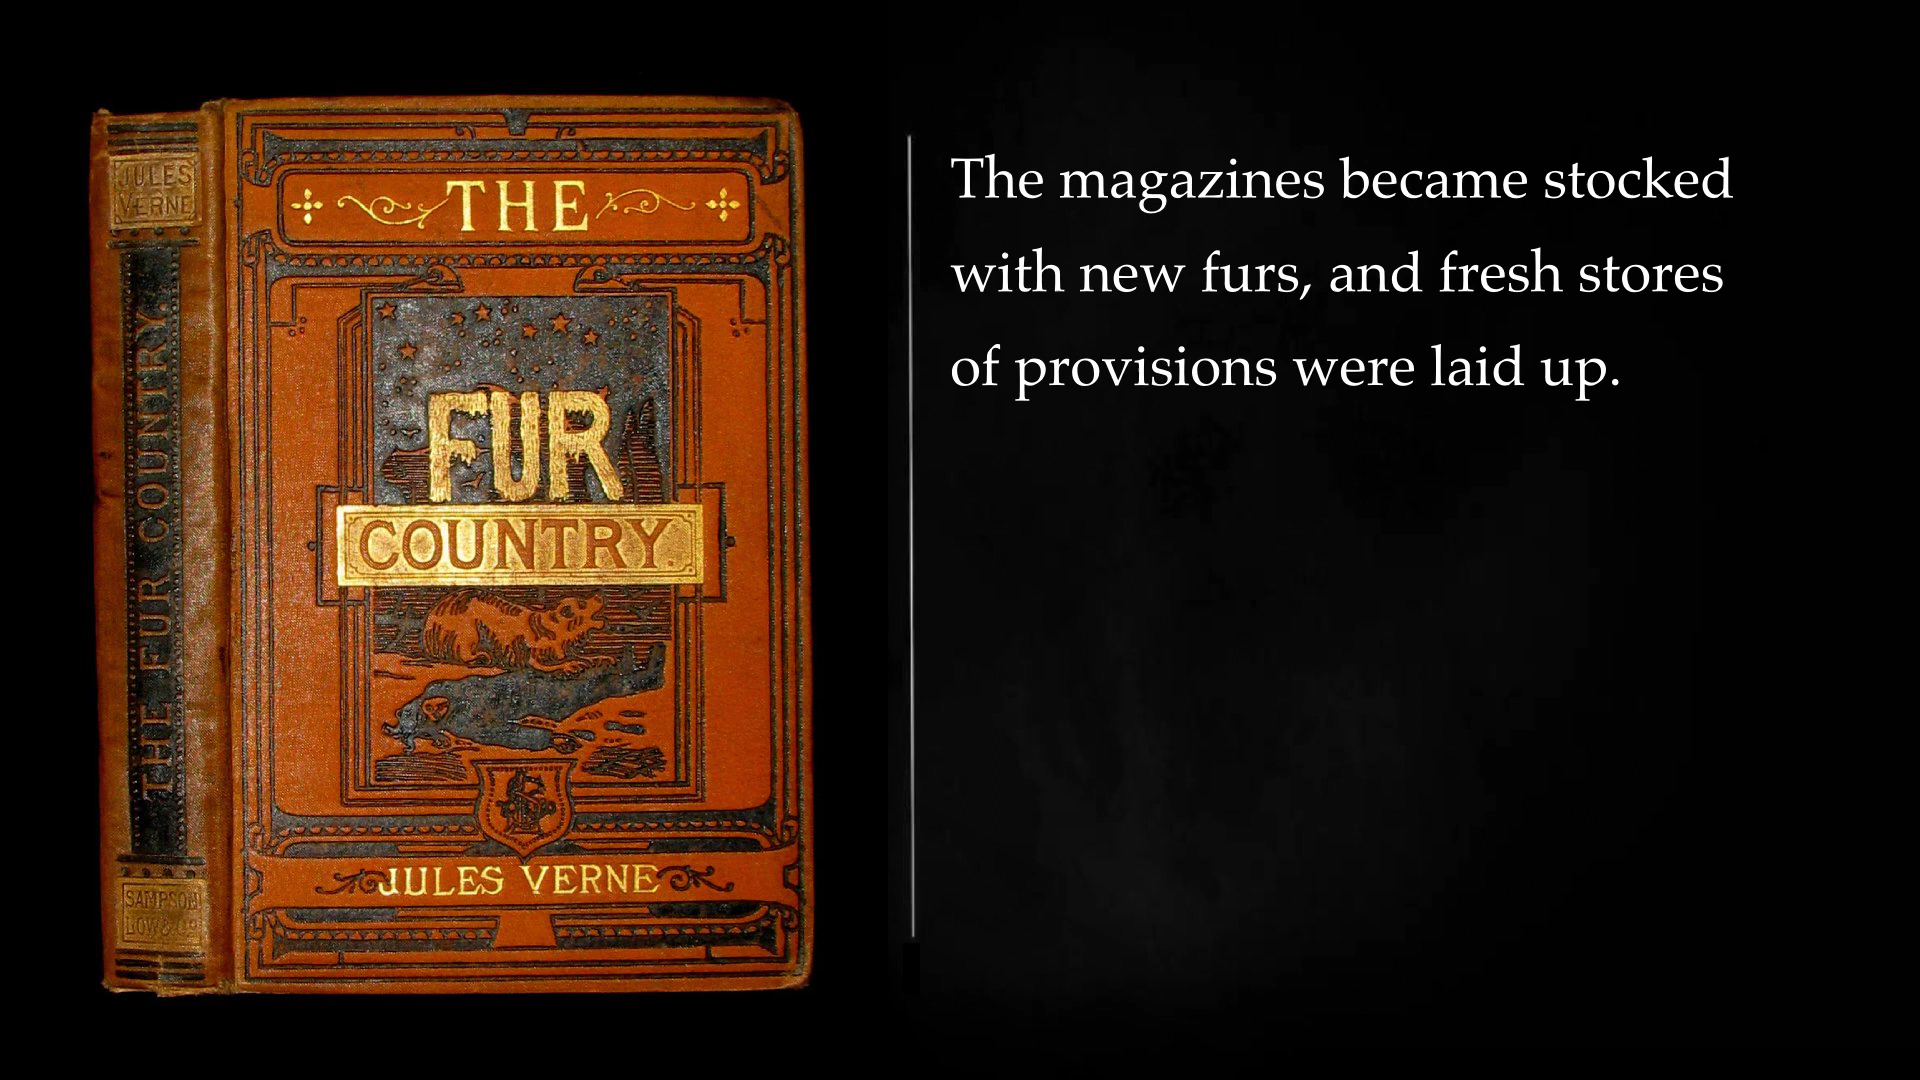 JULES
VERNE
THE FUR COUNTRY.
SAMPSON
LOW & Co
THE
FUR
COUNTRY.
JULES VERNE
The magazines became stocked
with new furs, and fresh stores
of provisions were laid up.